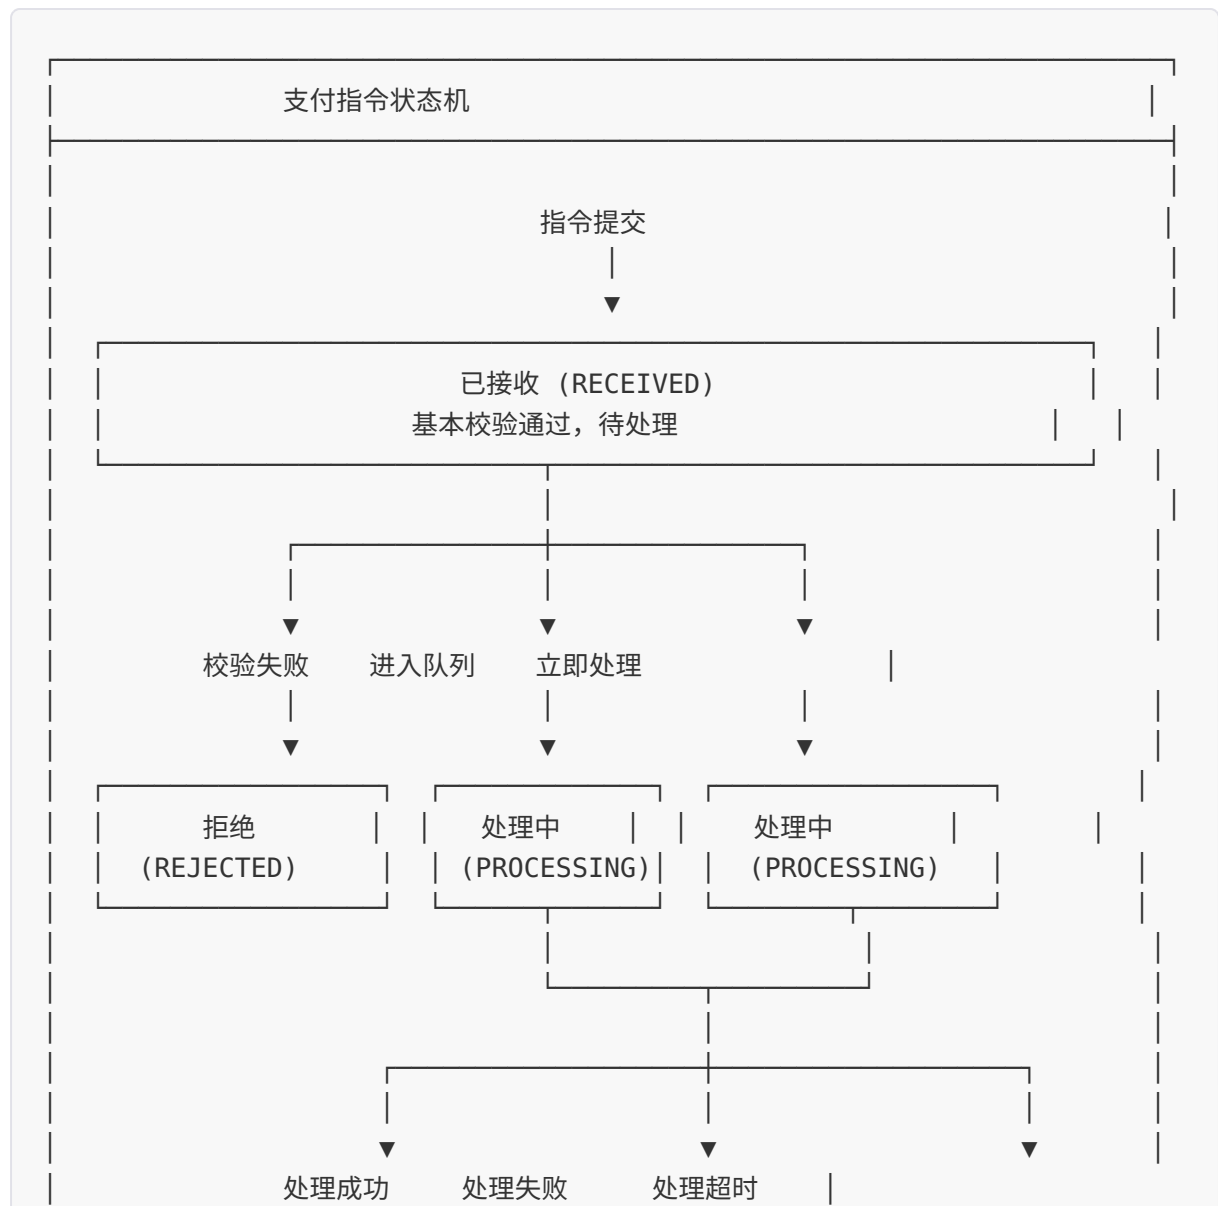 支付指令状态机
指令提交
已接收 (RECEIVED)
基本校验通过，待处理
校验失败 进入队列 立即处理
拒绝 处理中 处理中
(REJECTED) (PROCESSING) (PROCESSING)
处理成功 处理失败 处理超时